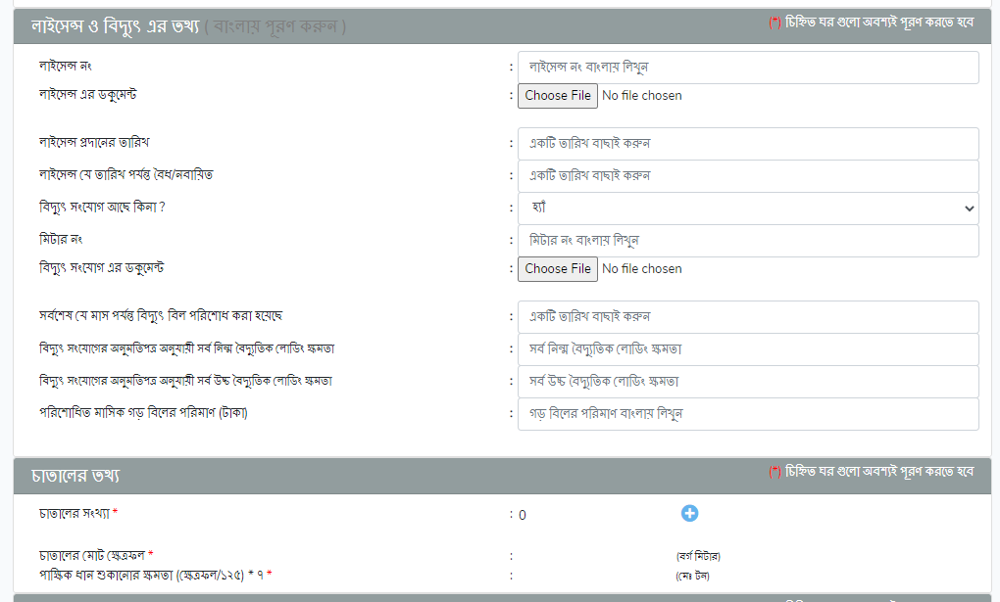 লাইসেন্স ও বিদ্যুৎ এর তথ্য ( বাংলায় পূরণ করুন ) (*) চিহ্নিত ঘর গুলো অবশ্যই পূরণ করতে হবে
লাইসেন্স নং : লাইসেন্স নং বাংলায় লিখুন
লাইসেন্স এর ডকুমেন্ট : Choose File No file chosen
লাইসেন্স প্রদানের তারিখ : একটি তারিখ বাছাই করুন
লাইসেন্স যে তারিখ পর্যন্ত বৈধ/নবায়িত : একটি তারিখ বাছাই করুন
বিদ্যুৎ সংযোগ আছে কিনা ? : হ্যাঁ
মিটার নং : মিটার নং বাংলায় লিখুন
বিদ্যুৎ সংযোগ এর ডকুমেন্ট : Choose File No file chosen
সর্বশেষ যে মাস পর্যন্ত বিদ্যুৎ বিল পরিশোধ করা হয়েছে : একটি তারিখ বাছাই করুন
বিদ্যুৎ সংযোগের অনুমতিপত্র অনুযায়ী সর্ব নিম্ম বৈদ্যুতিক লোডিং ক্ষমতা : সর্ব নিম্ম বৈদ্যুতিক লোডিং ক্ষমতা
বিদ্যুৎ সংযোগের অনুমতিপত্র অনুযায়ী সর্ব উচ্চ বৈদ্যুতিক লোডিং ক্ষমতা : সর্ব উচ্চ বৈদ্যুতিক লোডিং ক্ষমতা
পরিশোধিত মাসিক গড় বিলের পরিমাণ (টাকা) : গড় বিলের পরিমাণ বাংলায় লিখুন
চাতালের তথ্য (*) চিহ্নিত ঘর গুলো অবশ্যই পূরণ করতে হবে
চাতালের সংখ্যা * : 0
চাতালের মোট ক্ষেত্রফল * : (বর্গ মিটার)
পাক্ষিক ধান শুকানোর ক্ষমতা (ক্ষেত্রফল/১২৫) * ৭ * : (মেঃ টন)